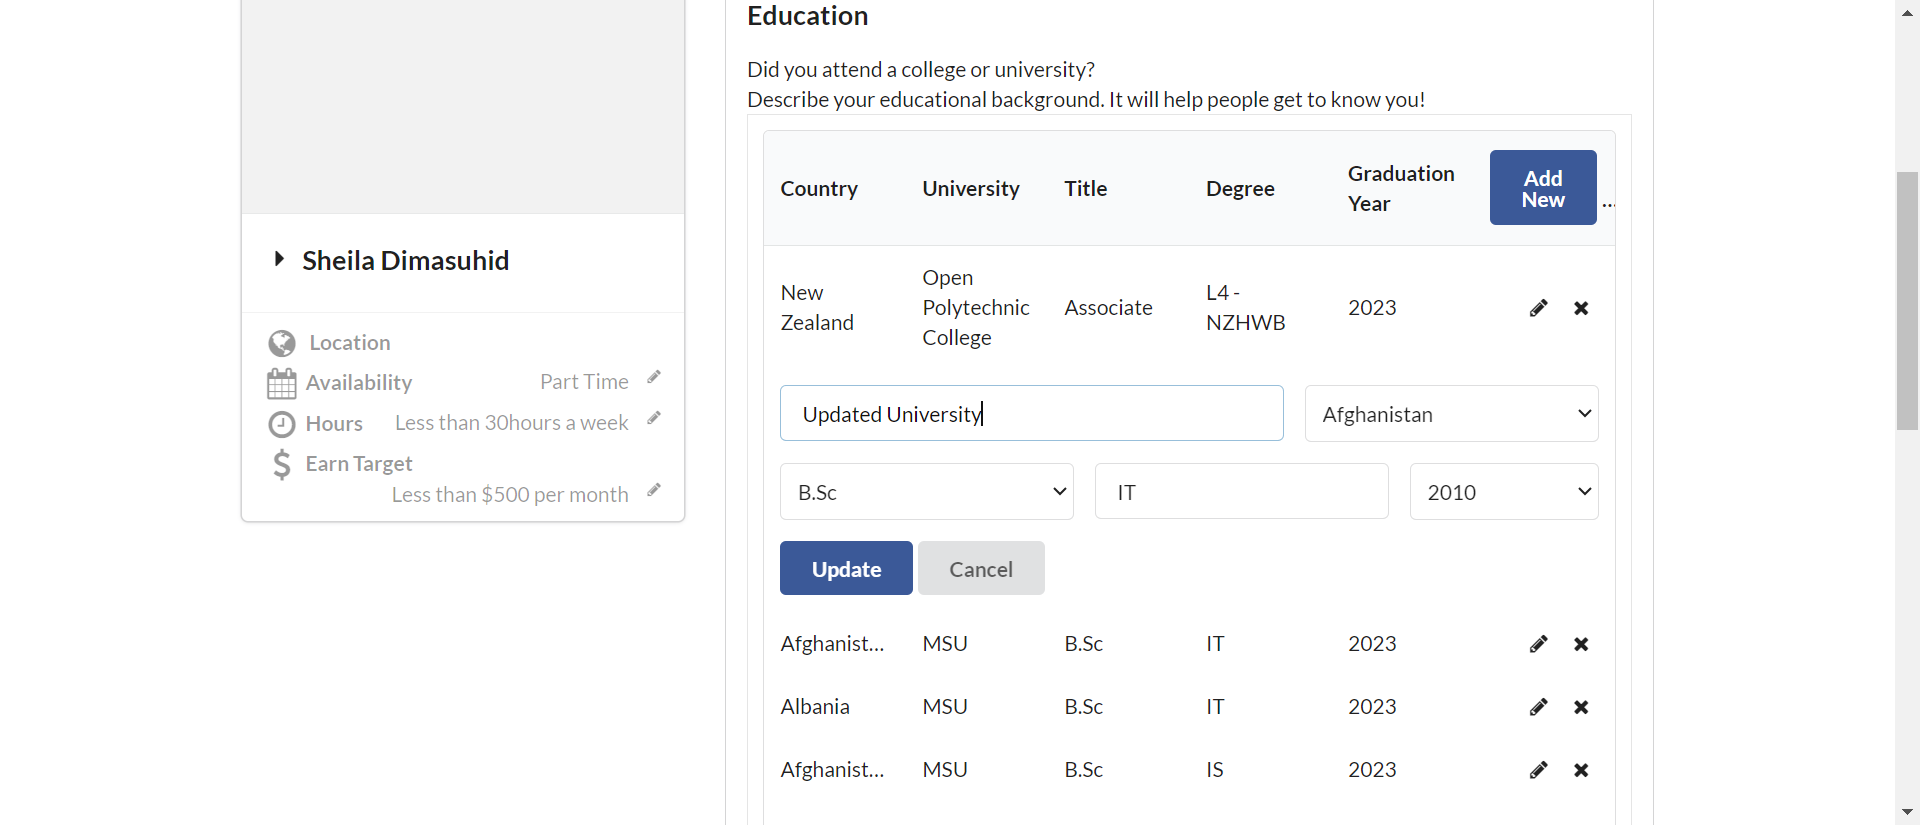 Education
Did you attend a college or university?
Describe your educational background. It will help people get to know you!
Country University Title Degree Graduation Year Add New ...
New Zealand Open Polytechnic College Associate L4 - NZHWB 2023
Updated University Afghanistan
B.Sc IT 2010
Update Cancel
Afghanist... MSU B.Sc IT 2023
Albania MSU B.Sc IT 2023
Afghanist... MSU B.Sc IS 2023
Sheila Dimasuhid
Location
Availability Part Time
Hours Less than 30hours a week
Earn Target
Less than $500 per month